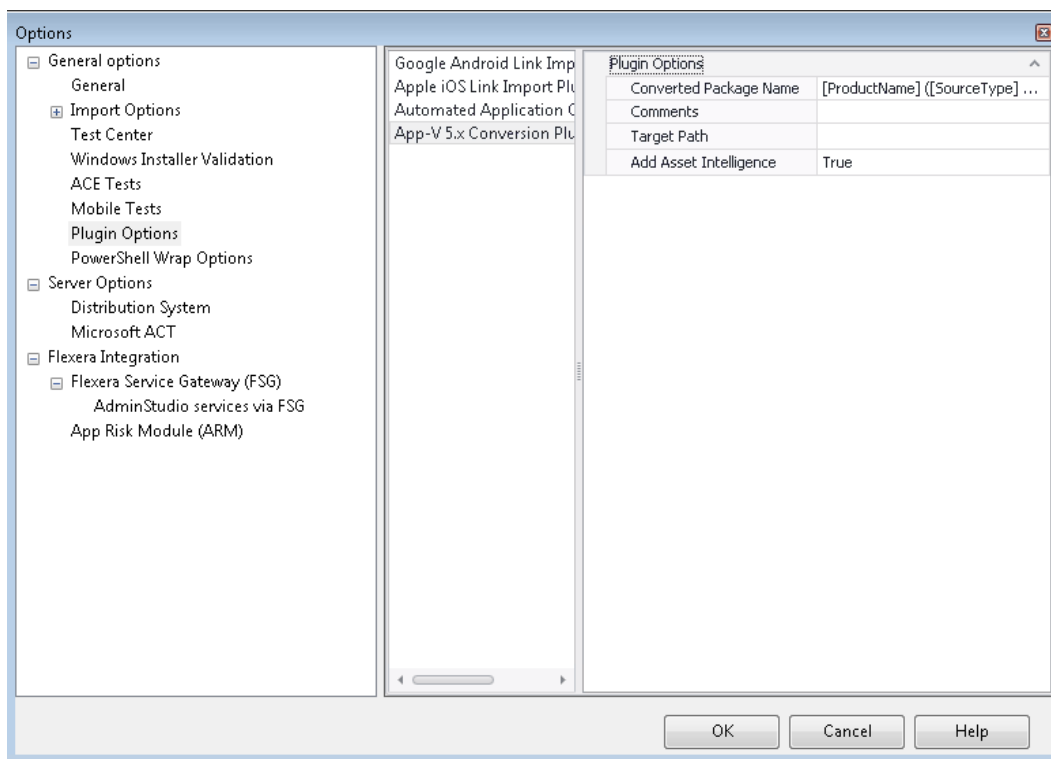 Options
General options
General
Import Options
Test Center
Windows Installer Validation
ACE Tests
Mobile Tests
Plugin Options
PowerShell Wrap Options
Server Options
Distribution System
Microsoft ACT
Flexera Integration
Flexera Service Gateway (FSG)
AdminStudio services via FSG
App Risk Module (ARM)
Google Android Link Imp
Apple iOS Link Import Plu
Automated Application C
App-V 5.x Conversion Plu
Plugin Options
Converted Package Name [ProductName] ([SourceType] ...
Comments
Target Path
Add Asset Intelligence True
OK Cancel Help